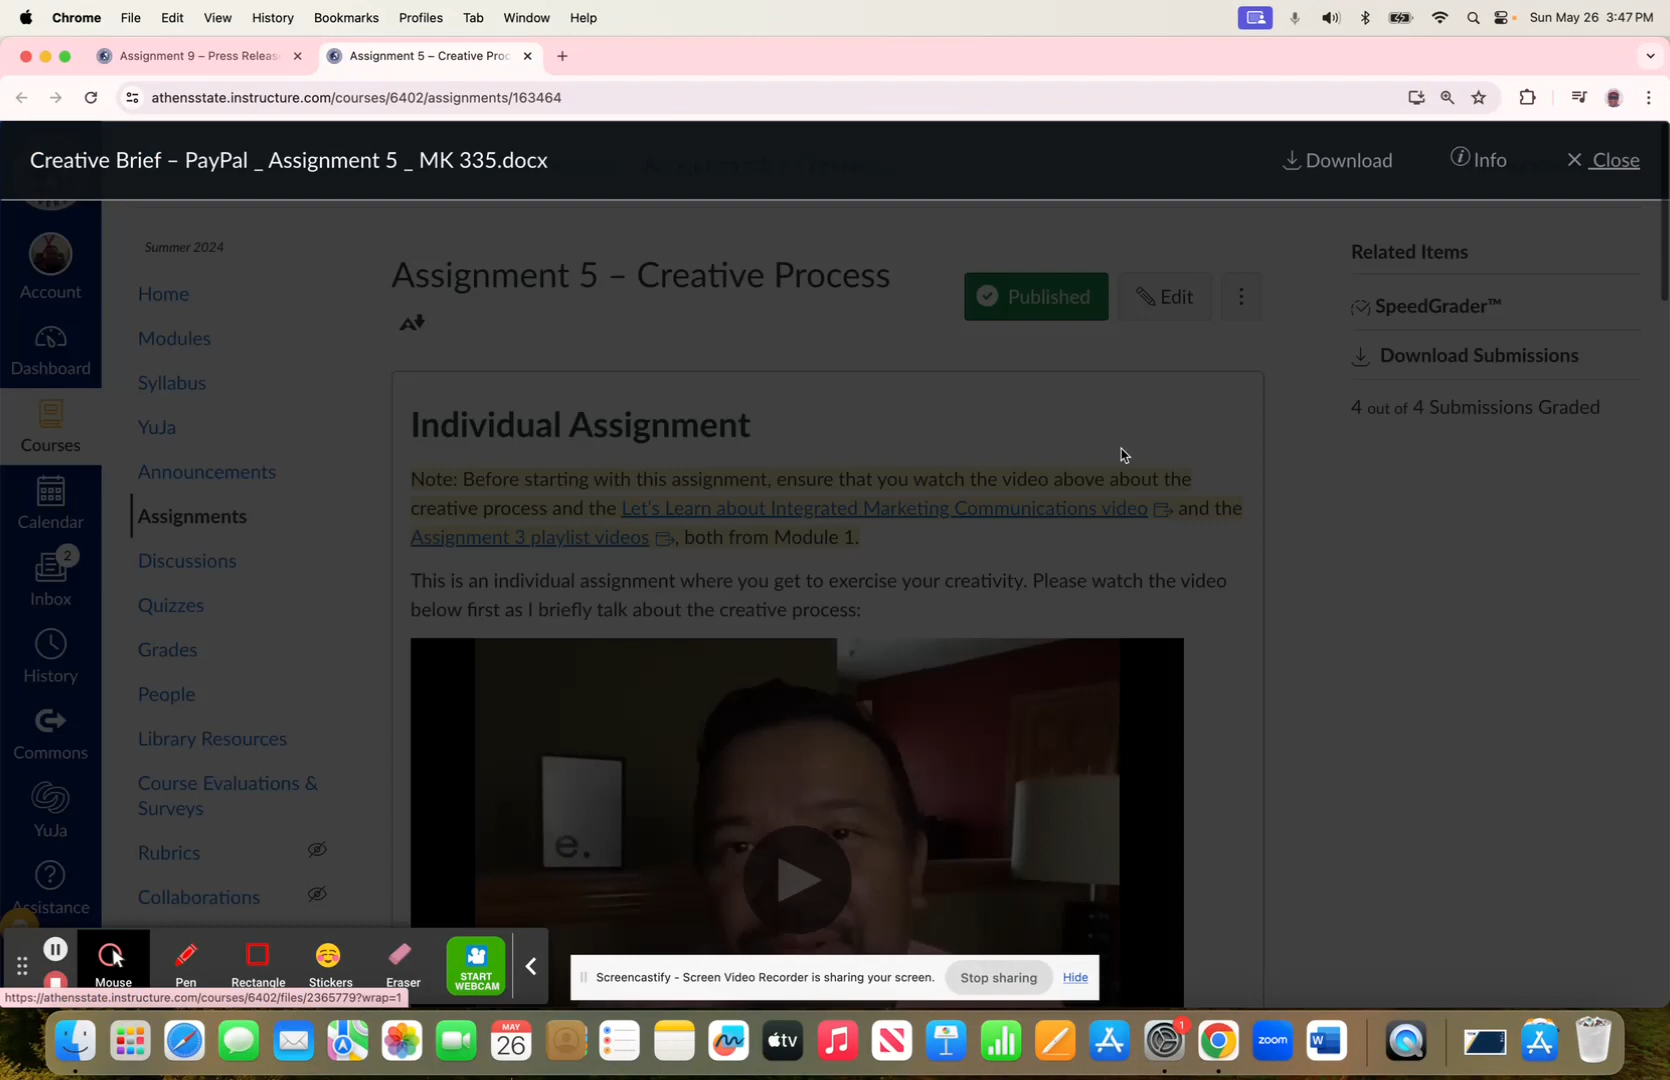 Chrome File Edit View History Bookmarks Profiles Tab Window Help
Sun May 26 3:47 PM
Assignment 9 – Press Releas
Assignment 5 – Creative Proc
athensstate.instructure.com/courses/6402/assignments/163464
Creative Brief – PayPal _ Assignment 5 _ MK 335.docx
Download
Info
Close
Account
Dashboard
Courses
Calendar
2
Inbox
History
Commons
YuJa
Assistance
Summer 2024
Home
Modules
Syllabus
YuJa
Announcements
Assignments
Discussions
Quizzes
Grades
People
Library Resources
Course Evaluations &
Surveys
Rubrics
Collaborations
Assignment 5 – Creative Process
Published
Edit
Individual Assignment
Note: Before starting with this assignment, ensure that you watch the video above about the
creative process and the Let's Learn about Integrated Marketing Communications video and the
Assignment 3 playlist videos , both from Module 1.
This is an individual assignment where you get to exercise your creativity. Please watch the video
below first as I briefly talk about the creative process:
e.
Related Items
SpeedGrader™
Download Submissions
4 out of 4 Submissions Graded
Mouse
Pen
Rectangle
Stickers
Eraser
START
WEBCAM
Screencastify - Screen Video Recorder is sharing your screen.
Stop sharing
Hide
https://athensstate.instructure.com/courses/6402/files/2365779?wrap=1
MAY
26
tv
1
zoom
W